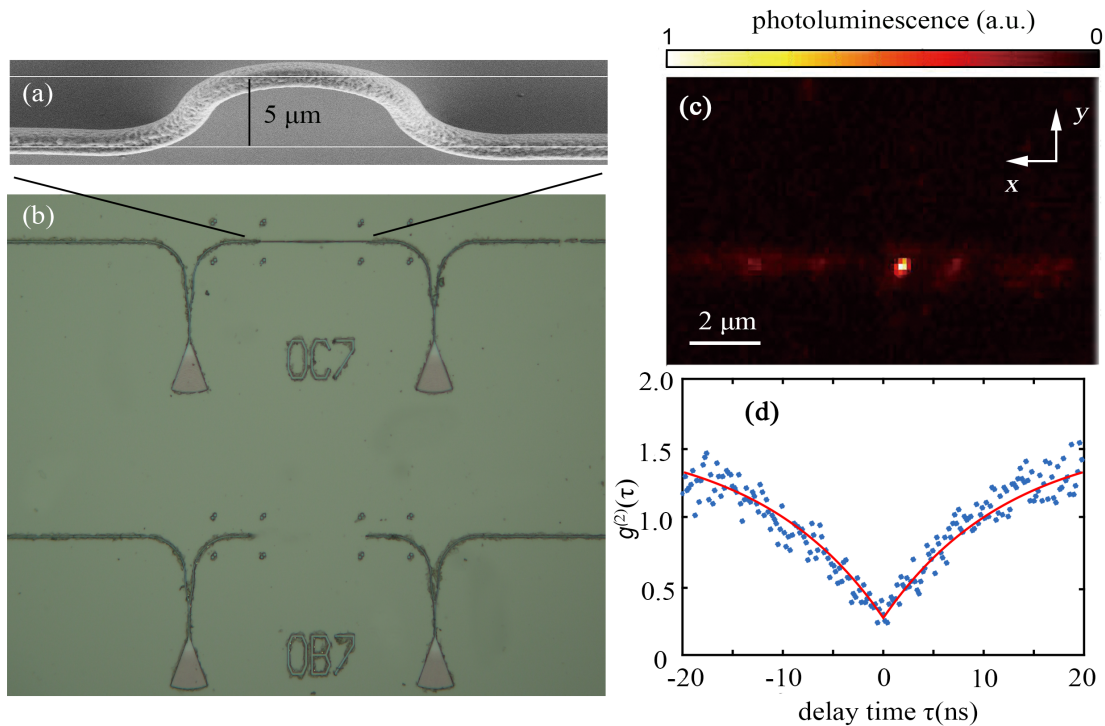 photoluminescence (a.u.)
1 0
(a)
5 μm
(b)
0C7
0B7
(c)
y
x
2 μm
(d)
2.0
1.5
1.0
0.5
0
g⁽²⁾(τ)
-20 -10 0 10 20
delay time τ(ns)